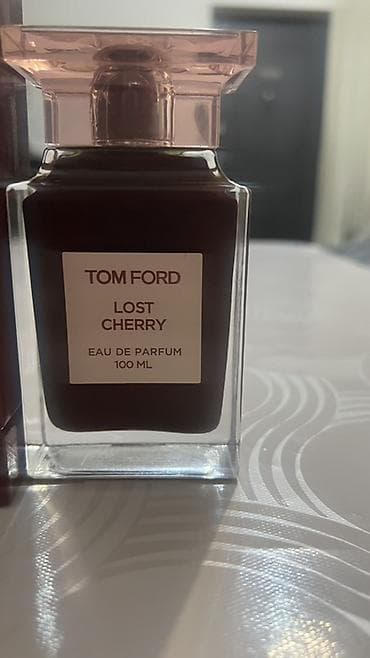 TOM FORD
LOST
CHERRY
EAU DE PARFUM
100 ML